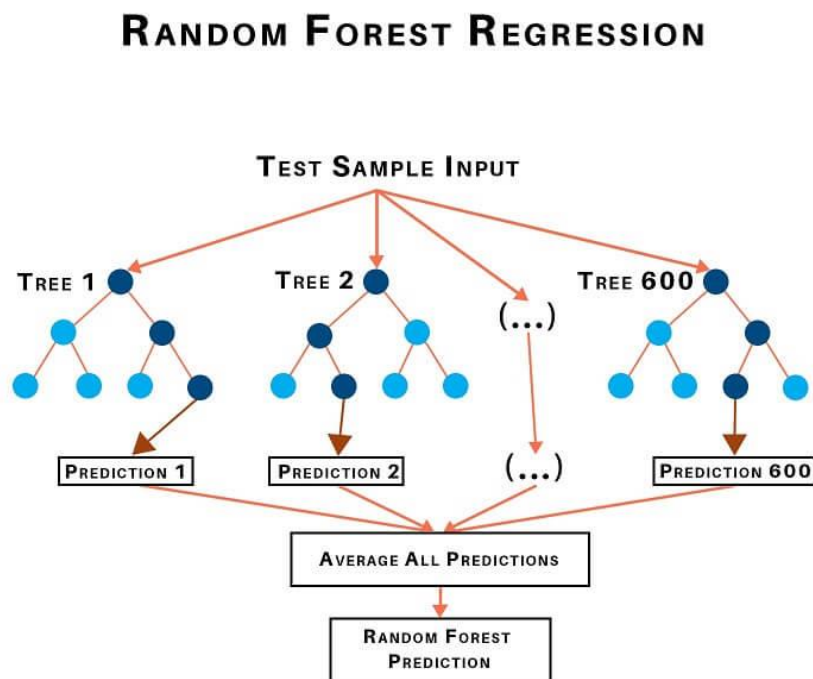 RANDOM FOREST REGRESSION
TEST SAMPLE INPUT
TREE 1
TREE 2
(...)
TREE 600
PREDICTION 1
PREDICTION 2
(...)
PREDICTION 600
AVERAGE ALL PREDICTIONS
RANDOM FOREST
PREDICTION